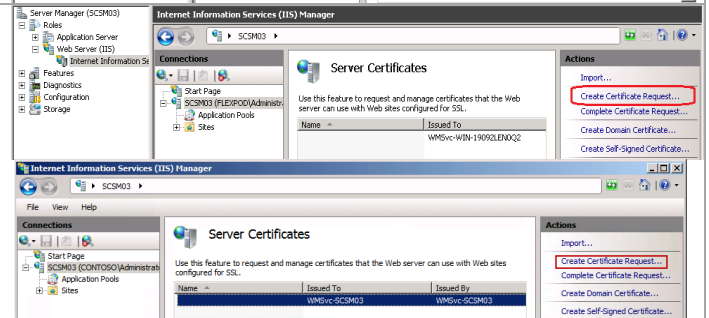 Server Manager (SCSM03)
Roles
Application Server
Web Server (IIS)
Internet Information Se
Features
Diagnostics
Configuration
Storage
Internet Information Services (IIS) Manager
SCSM03
Connections
Start Page
SCSM03 (FLEXPOD\Administr
Application Pools
Sites
Server Certificates
Use this feature to request and manage certificates that the Web
server can use with Web sites configured for SSL.
Name Issued To
WMSvc-WIN-19092LEN0Q2
Actions
Import...
Create Certificate Request...
Complete Certificate Request...
Create Domain Certificate...
Create Self-Signed Certificate...
Internet Information Services (IIS) Manager
SCSM03
File View Help
Connections
Start Page
SCSM03 (CONTOSO\Administrat
Application Pools
Sites
Server Certificates
Use this feature to request and manage certificates that the Web server can use with Web sites
configured for SSL.
Name Issued To Issued By
WMSvc-SCSM03 WMSvc-SCSM03
Actions
Import...
Create Certificate Request...
Complete Certificate Request...
Create Domain Certificate...
Create Self-Signed Certificate...